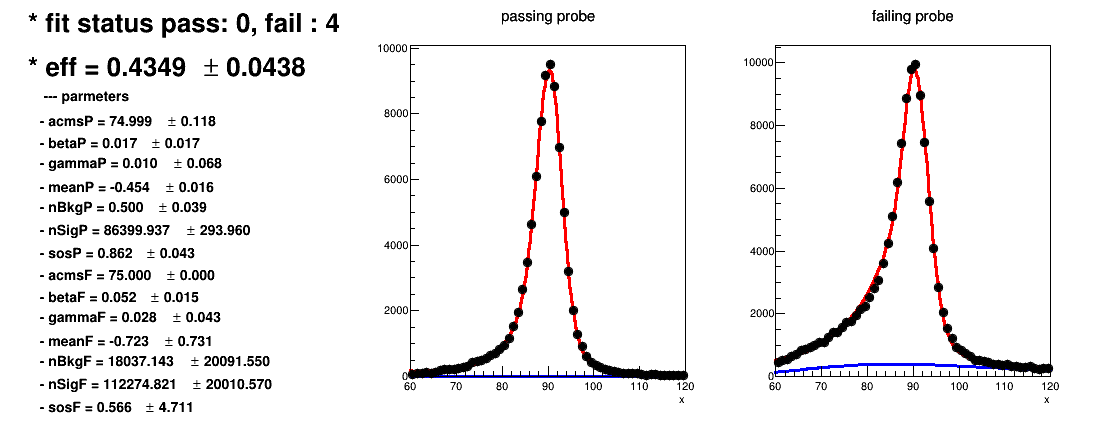 * fit status pass: 0, fail : 4
* eff = 0.4349 ± 0.0438
--- parmeters
- acmsP = 74.999 ± 0.118
- betaP = 0.017 ± 0.017
- gammaP = 0.010 ± 0.068
- meanP = -0.454 ± 0.016
- nBkgP = 0.500 ± 0.039
- nSigP = 86399.937 ± 293.960
- sosP = 0.862 ± 0.043
- acmsF = 75.000 ± 0.000
- betaF = 0.052 ± 0.015
- gammaF = 0.028 ± 0.043
- meanF = -0.723 ± 0.731
- nBkgF = 18037.143 ± 20091.550
- nSigF = 112274.821 ± 20010.570
- sosF = 0.566 ± 4.711
passing probe
10000
8000
6000
4000
2000
0
60 70 80 90 100 110 120
x
failing probe
10000
8000
6000
4000
2000
0
60 70 80 90 100 110 120
x